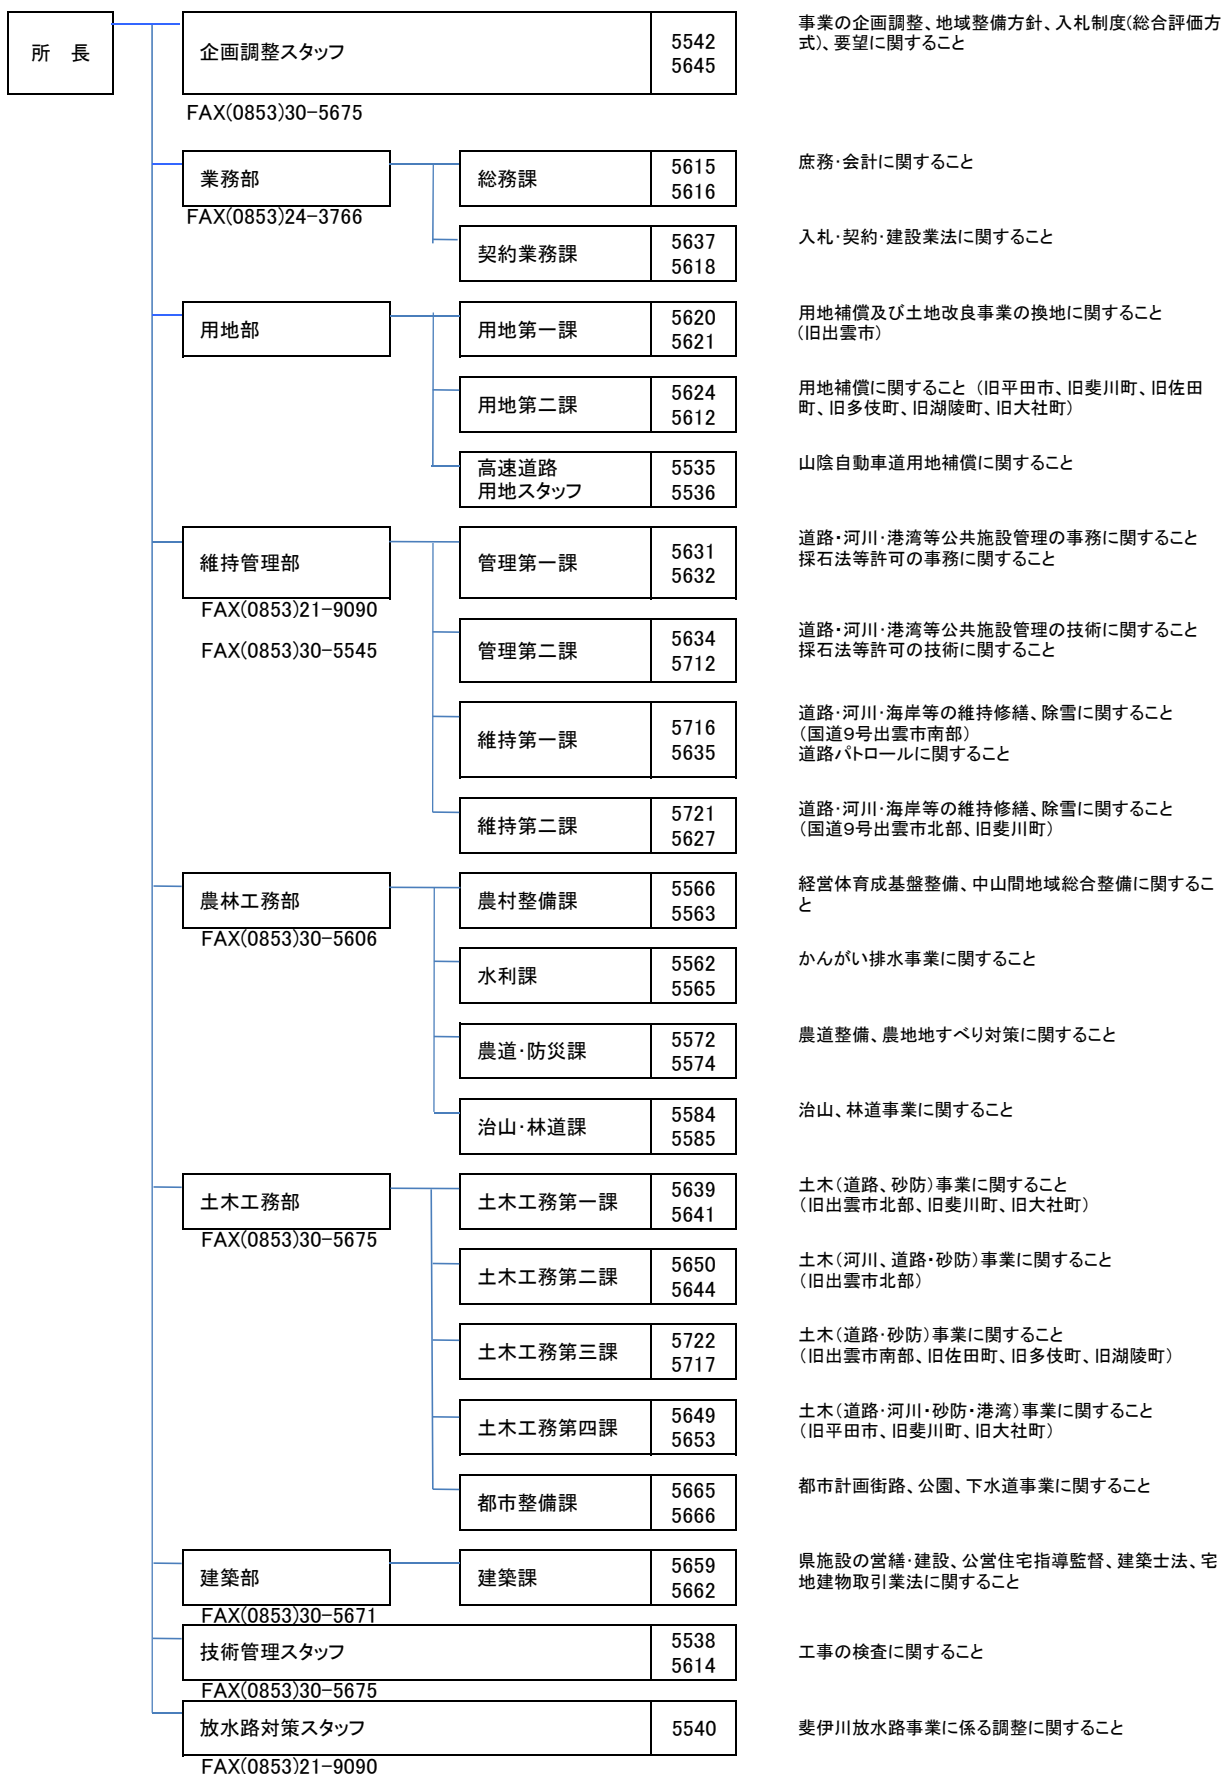 所　長
企画調整スタッフ
5542
5645
事業の企画調整、地域整備方針、入札制度(総合評価方
式)、要望に関すること
FAX(0853)30-5675
業務部
FAX(0853)24-3766
総務課
5615
5616
庶務・会計に関すること
契約業務課
5637
5618
入札・契約・建設業法に関すること
用地部
用地第一課
5620
5621
用地補償及び土地改良事業の換地に関すること
（旧出雲市）
用地第二課
5624
5612
用地補償に関すること （旧平田市、旧斐川町、旧佐田
町、旧多伎町、旧湖陵町、旧大社町）
高速道路
用地スタッフ
5535
5536
山陰自動車道用地補償に関すること
維持管理部
FAX(0853)21-9090
FAX(0853)30-5545
管理第一課
5631
5632
道路・河川・港湾等公共施設管理の事務に関すること
採石法等許可の事務に関すること
管理第二課
5634
5712
道路・河川・港湾等公共施設管理の技術に関すること
採石法等許可の技術に関すること
維持第一課
5716
5635
道路・河川・海岸等の維持修繕、除雪に関すること
（国道9号出雲市南部）
道路パトロールに関すること
維持第二課
5721
5627
道路・河川・海岸等の維持修繕、除雪に関すること
（国道9号出雲市北部、旧斐川町）
農林工務部
FAX(0853)30-5606
農村整備課
5566
5563
経営体育成基盤整備、中山間地域総合整備に関するこ
と
水利課
5562
5565
かんがい排水事業に関すること
農道・防災課
5572
5574
農道整備、農地地すべり対策に関すること
治山・林道課
5584
5585
治山、林道事業に関すること
土木工務部
FAX(0853)30-5675
土木工務第一課
5639
5641
土木（道路、砂防）事業に関すること
（旧出雲市北部、旧斐川町、旧大社町）
土木工務第二課
5650
5644
土木（河川、道路・砂防）事業に関すること
（旧出雲市北部）
土木工務第三課
5722
5717
土木（道路・砂防）事業に関すること
（旧出雲市南部、旧佐田町、旧多伎町、旧湖陵町）
土木工務第四課
5649
5653
土木（道路・河川・砂防・港湾）事業に関すること
（旧平田市、旧斐川町、旧大社町）
都市整備課
5665
5666
都市計画街路、公園、下水道事業に関すること
建築部
FAX(0853)30-5671
建築課
5659
5662
県施設の営繕・建設、公営住宅指導監督、建築士法、宅
地建物取引業法に関すること
技術管理スタッフ
5538
5614
工事の検査に関すること
FAX(0853)30-5675
放水路対策スタッフ
5540
斐伊川放水路事業に係る調整に関すること
FAX(0853)21-9090